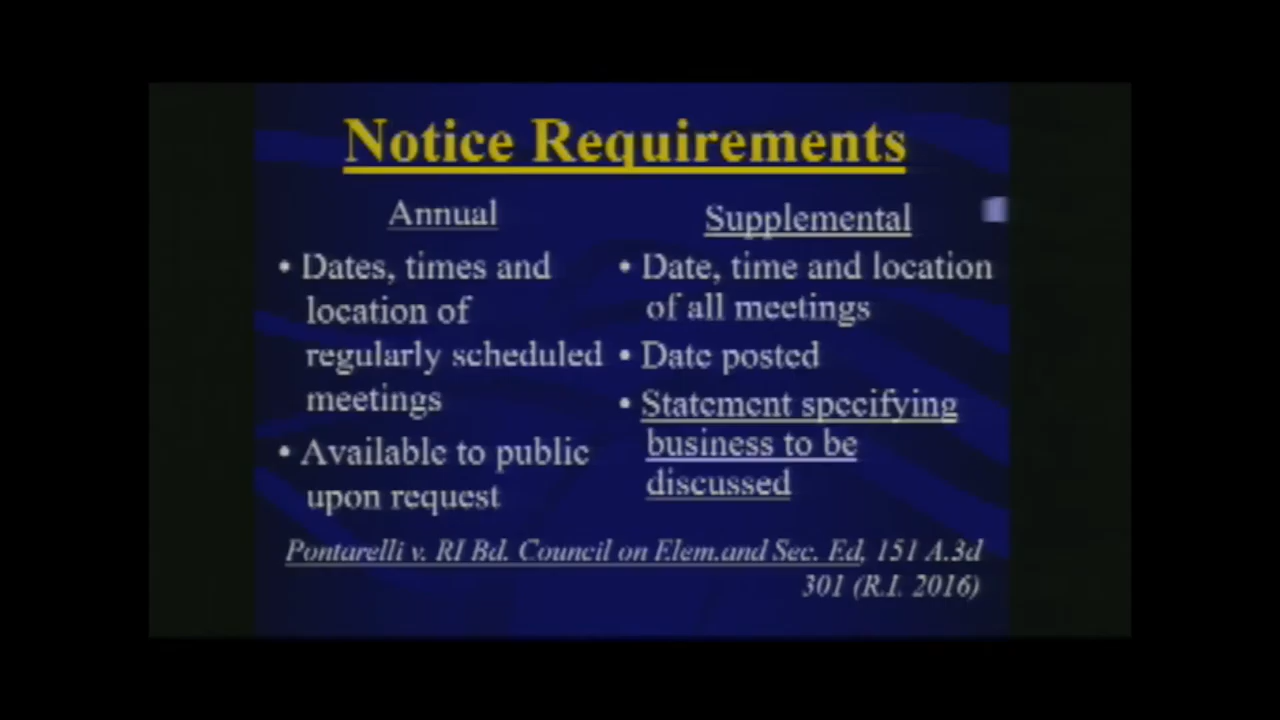 Notice Requirements
Annual
• Dates, times and
location of
regularly scheduled
meetings
• Available to public
upon request
Supplemental
• Date, time and location
of all meetings
• Date posted
• Statement specifying
business to be
discussed
Pontarelli v. RI Bd. Council on Elem.and Sec. Ed, 151 A.3d
301 (R.I. 2016)